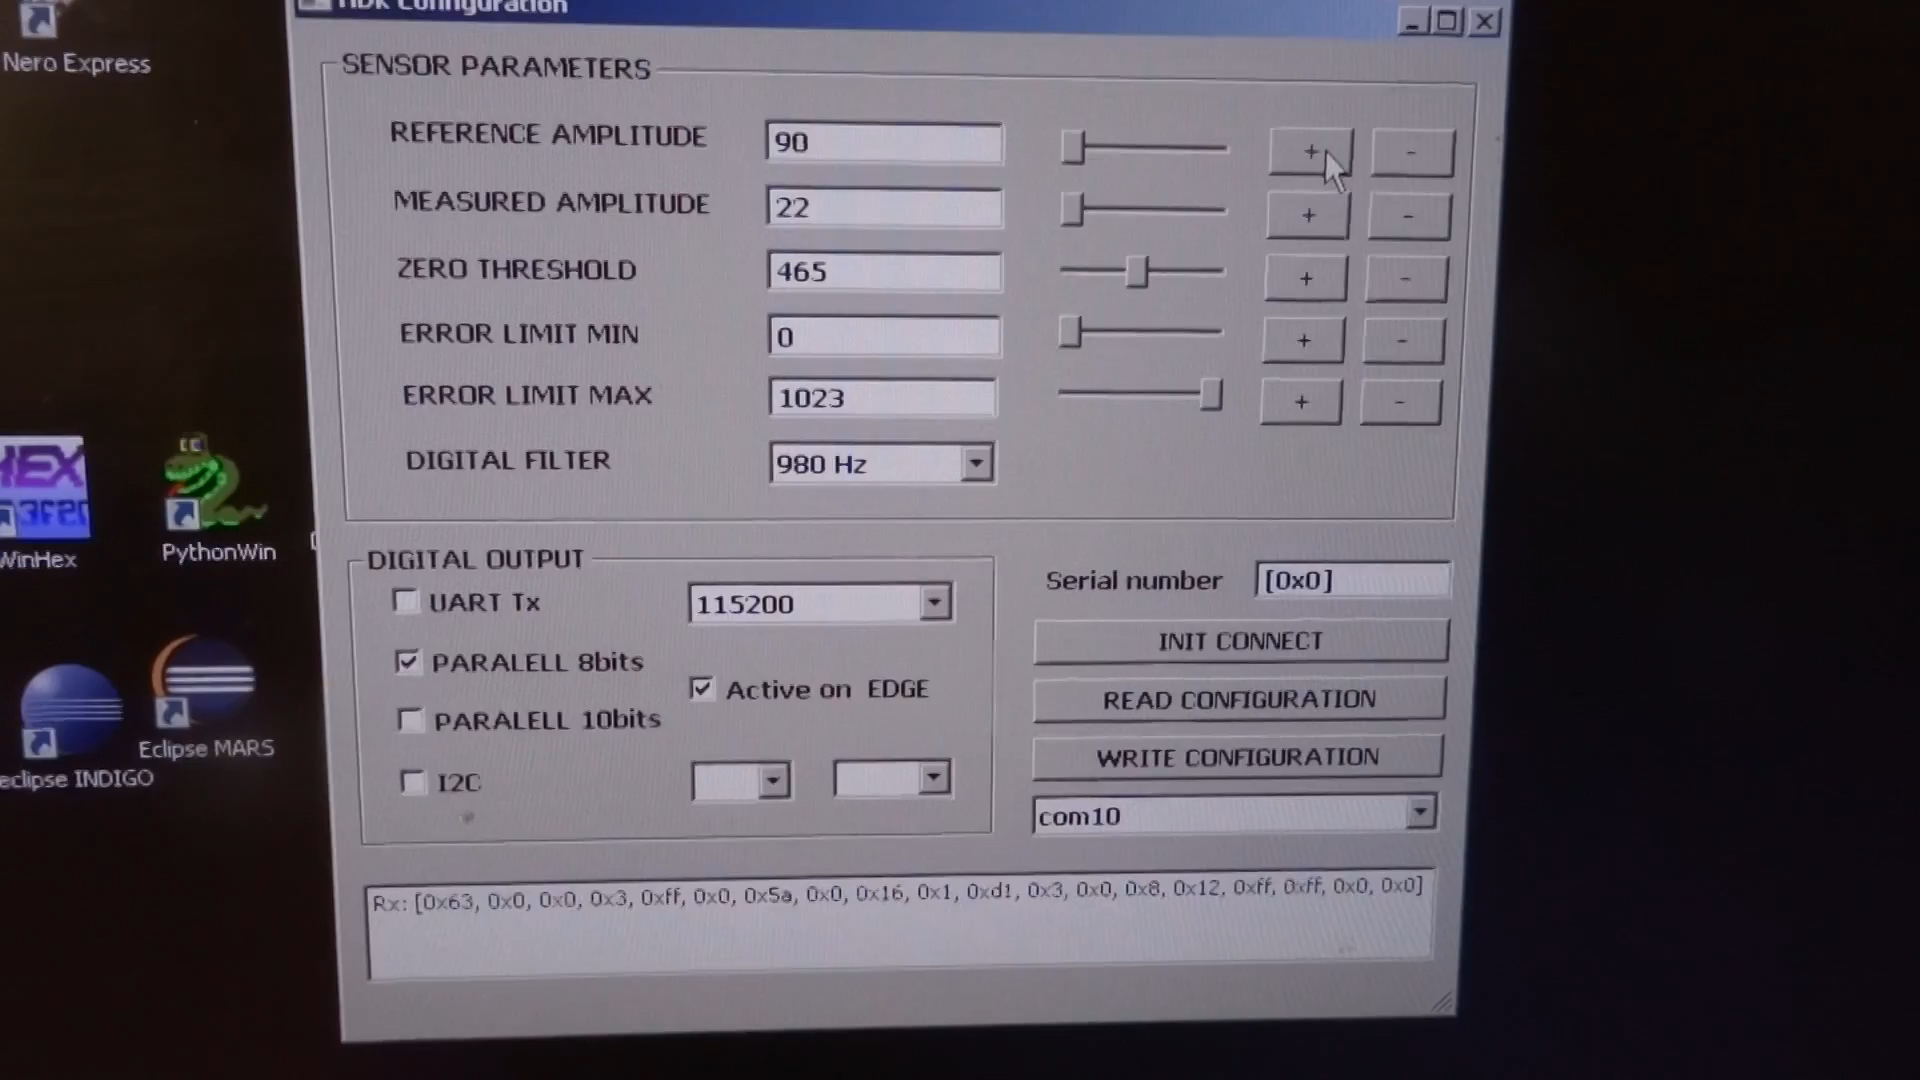 Configuration
Nero Express
SENSOR PARAMETERS
REFERENCE AMPLITUDE 90 + -
MEASURED AMPLITUDE 22 + -
ZERO THRESHOLD 465 + -
ERROR LIMIT MIN 0 + -
ERROR LIMIT MAX 1023 + -
DIGITAL FILTER 980 Hz
HEX
WinHex
PythonWin
DIGITAL OUTPUT
UART Tx 115200
PARALELL 8bits
Active on EDGE
PARALELL 10bits
I2C
Serial number [0x0]
INIT CONNECT
READ CONFIGURATION
WRITE CONFIGURATION
com10
Eclipse MARS
eclipse INDIGO
Rx: [0x63, 0x0, 0x0, 0x3, 0xff, 0x0, 0x5a, 0x0, 0x16, 0x1, 0xd1, 0x3, 0x0, 0x8, 0x12, 0xff, 0xff, 0x0, 0x0]